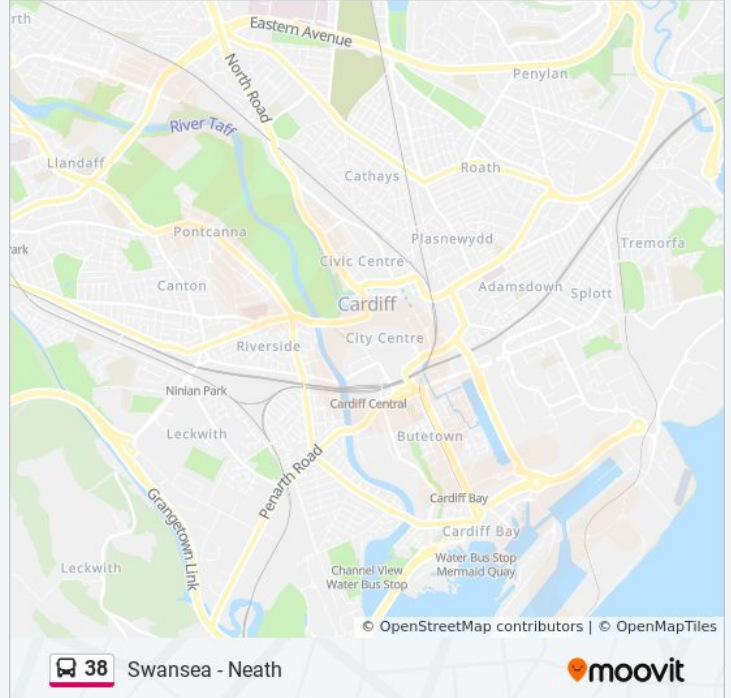 rth
Eastern Avenue
North Road
Penylan
River Taff
Llandaff
Cathays
Roath
Pontcanna
Plasnewydd
ark
Civic Centre
Tremorfa
Canton
Adamsdown
Splott
Cardiff
City Centre
Riverside
Ninian Park
Cardiff Central
Leckwith
Butetown
Penarth Road
Grangetown Link
Cardiff Bay
Cardiff Bay
Leckwith
Channel View
Water Bus Stop
Water Bus Stop
Mermaid Quay
© OpenStreetMap contributors | © OpenMapTiles
38 Swansea - Neath
moovit